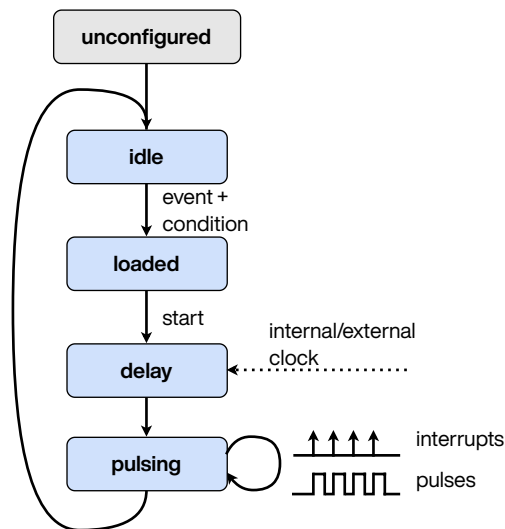 unconfigured
idle
event +
condition
loaded
start
internal/external
clock
delay
pulsing
interrupts
pulses